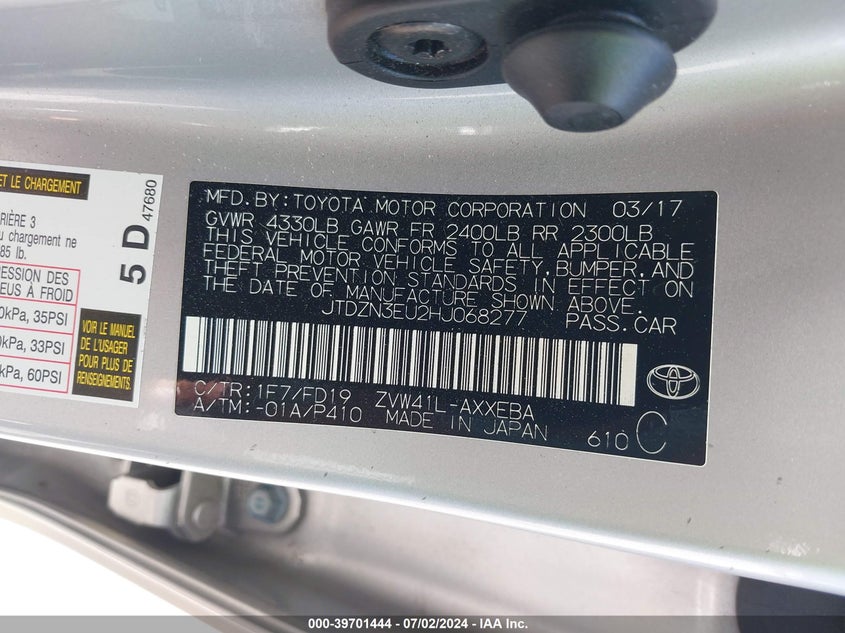 ET LE CHARGEMENT
47680
5 D
RIÈRE 3
u chargement ne
85 lb.
ESSION DES
EUS À FROID
0kPa, 35PSI
0kPa, 33PSI
kPa, 60PSI
VOIR LE MANUEL
DE L'USAGER
POUR PLUS DE
RENSEIGNEMENTS.
MFD.BY:TOYOTA MOTOR CORPORATION 03/17
GVWR 4330LB GAWR FR 2400LB RR 2300LB
THIS VEHICLE CONFORMS TO ALL APPLICABLE
FEDERAL MOTOR VEHICLE SAFETY,BUMPER,AND
THEFT PREVENTION STANDARDS IN EFFECT ON
THE DATE OF MANUFACTURE SHOWN ABOVE.
JTDZN3EU2HJ068277 PASS.CAR
C/TR:1F7/FD19 ZVW41L-AXXEBA
A/TM:-01A/P410 MADE IN JAPAN 610 C
000-39701444 - 07/02/2024 - IAA Inc.